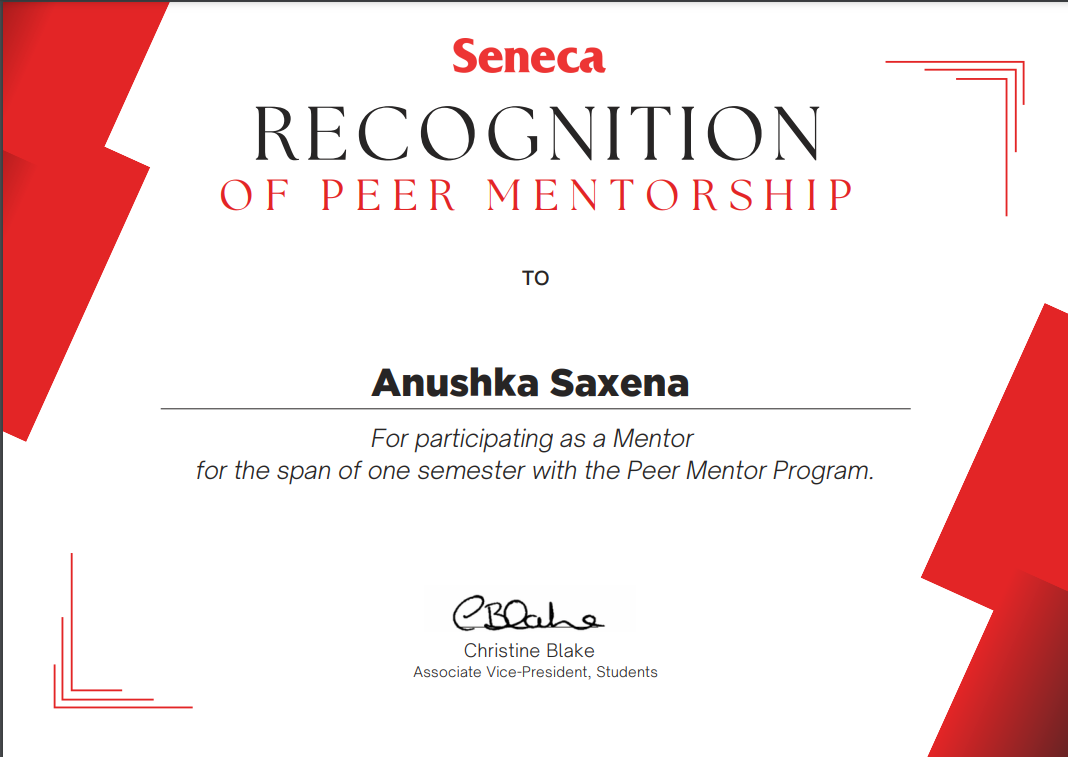 Seneca
RECOGNITION
OF PEER MENTORSHIP
TO
Anushka Saxena
For participating as a Mentor
for the span of one semester with the Peer Mentor Program.
CBlake
Christine Blake
Associate Vice-President, Students